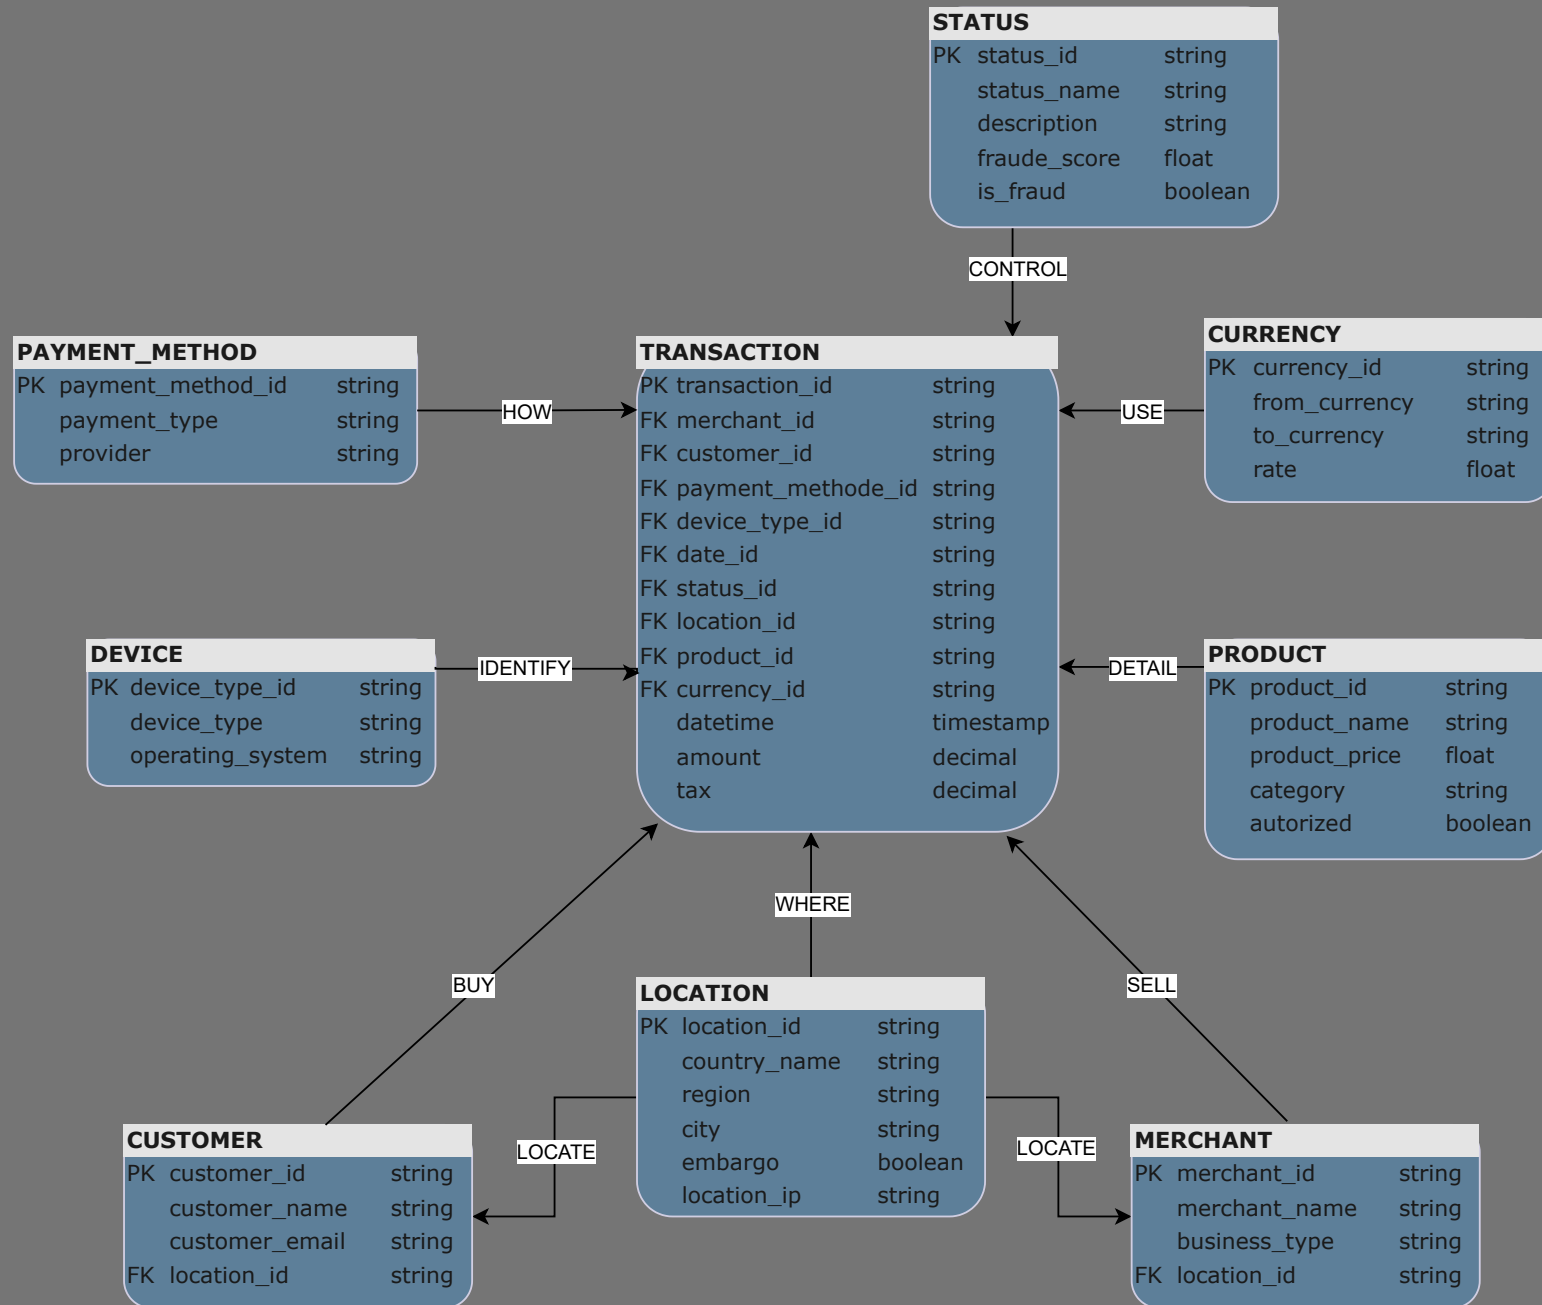 STATUS
PK status_id string
status_name string
description string
fraude_score float
is_fraud boolean
CONTROL
PAYMENT_METHOD
PK payment_method_id string
payment_type string
provider string
HOW
TRANSACTION
PK transaction_id string
FK merchant_id string
FK customer_id string
FK payment_methode_id string
FK device_type_id string
FK date_id string
FK status_id string
FK location_id string
FK product_id string
FK currency_id string
datetime timestamp
amount decimal
tax decimal
USE
CURRENCY
PK currency_id string
from_currency string
to_currency string
rate float
DEVICE
PK device_type_id string
device_type string
operating_system string
IDENTIFY
DETAIL
PRODUCT
PK product_id string
product_name string
product_price float
category string
autorized boolean
BUY
WHERE
SELL
LOCATION
PK location_id string
country_name string
region string
city string
embargo boolean
location_ip string
LOCATE
LOCATE
CUSTOMER
PK customer_id string
customer_name string
customer_email string
FK location_id string
MERCHANT
PK merchant_id string
merchant_name string
business_type string
FK location_id string